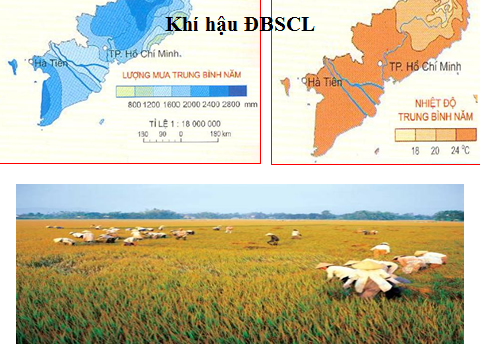 Khí hậu ĐBSCL
TP. Hồ Chí Minh.
Hà Tiên
LƯỢNG MƯA TRUNG BÌNH NĂM
800 1200 1600 2000 2400 2800 mm
TỈ LỆ 1 : 18 000 000
180 90 0 180km
TP. Hồ Chí Minh
Hà Tiên
NHIỆT ĐỘ
TRUNG BÌNH NĂM
18 20 24 °C